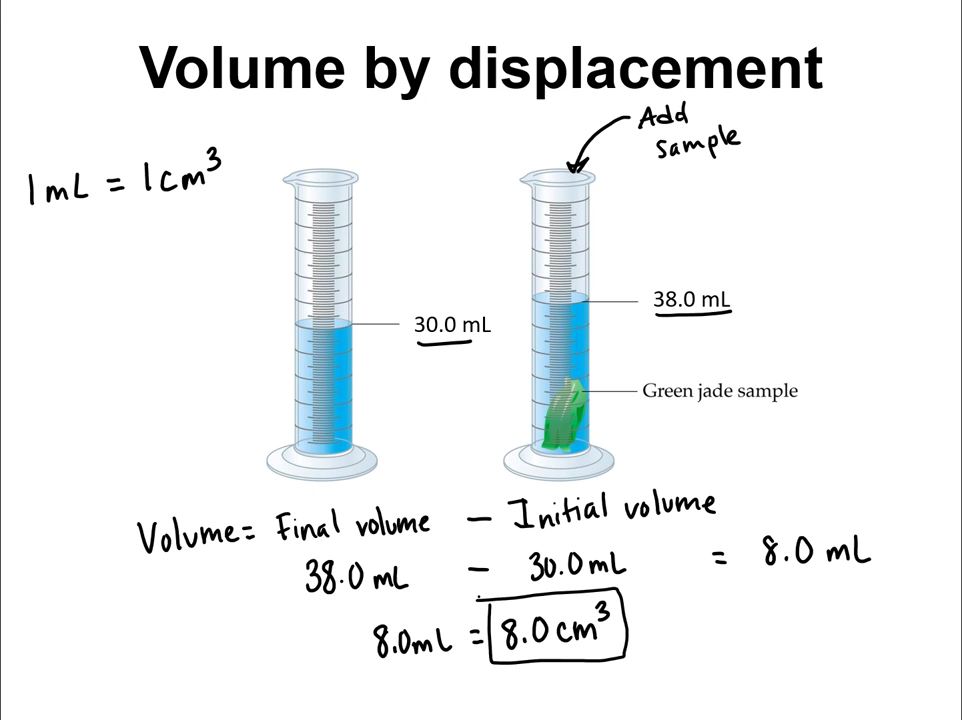 Volume by displacement
Add
sample
1mL = 1cm³
38.0 mL
30.0 mL
Green jade sample
Volume = Final volume - Initial volume
38.0 mL - 30.0 mL = 8.0 mL
8.0 mL = 8.0 cm³